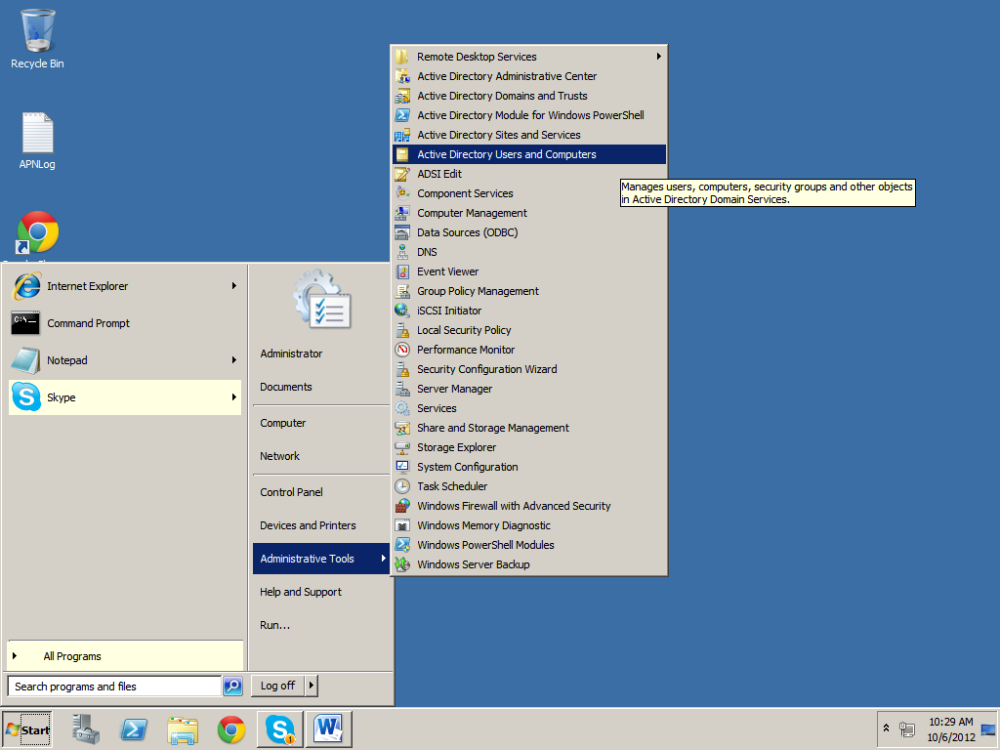 Recycle Bin
APNLog
Internet Explorer
Command Prompt
Notepad
Skype
All Programs
Search programs and files
Administrator
Documents
Computer
Network
Control Panel
Devices and Printers
Administrative Tools
Help and Support
Run...
Log off
Remote Desktop Services
Active Directory Administrative Center
Active Directory Domains and Trusts
Active Directory Module for Windows PowerShell
Active Directory Sites and Services
Active Directory Users and Computers
ADSI Edit
Component Services
Computer Management
Data Sources (ODBC)
DNS
Event Viewer
Group Policy Management
iSCSI Initiator
Local Security Policy
Performance Monitor
Security Configuration Wizard
Server Manager
Services
Share and Storage Management
Storage Explorer
System Configuration
Task Scheduler
Windows Firewall with Advanced Security
Windows Memory Diagnostic
Windows PowerShell Modules
Windows Server Backup
Manages users, computers, security groups and other objects
in Active Directory Domain Services.
Start
1
10:29 AM
10/6/2012